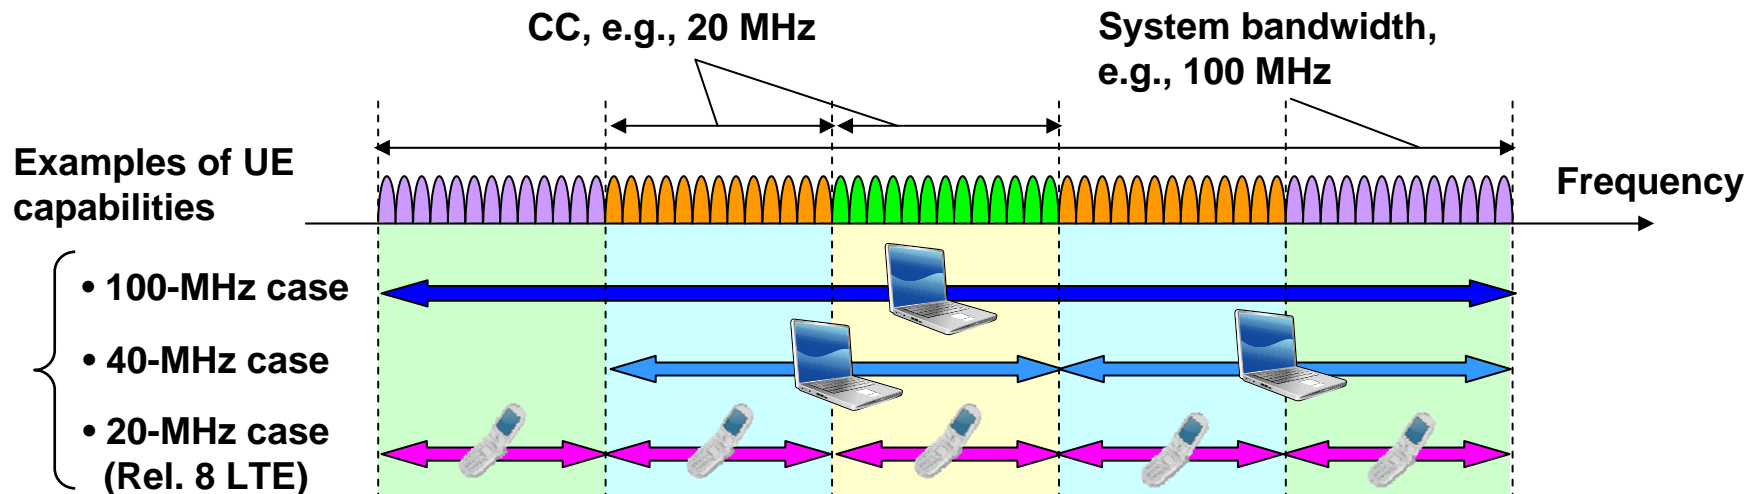 CC, e.g., 20 MHz
System bandwidth,
e.g., 100 MHz
Examples of UE
capabilities
Frequency
• 100-MHz case
• 40-MHz case
• 20-MHz case
(Rel. 8 LTE)